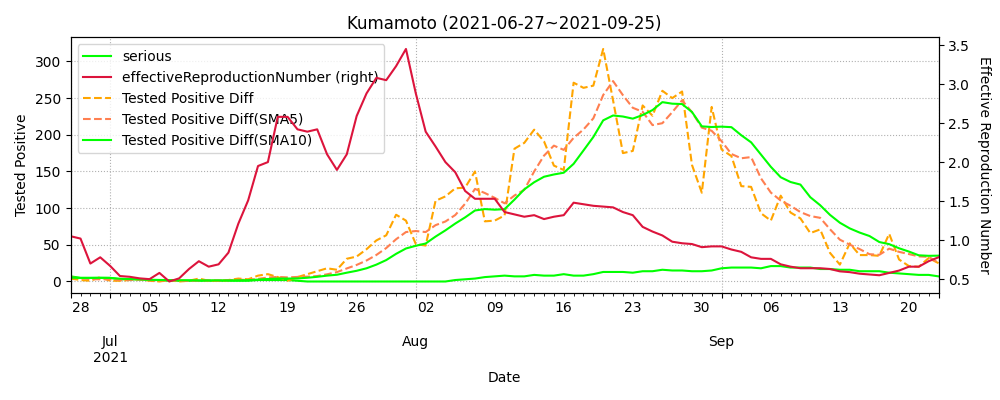 Kumamoto (2021-06-27~2021-09-25)
serious
effectiveReproductionNumber (right)
Tested Positive Diff
Tested Positive Diff(SMA5)
Tested Positive Diff(SMA10)
Tested Positive
300
250
200
150
100
50
0
3.5
3.0
2.5
2.0
1.5
1.0
0.5
Effective Reproduction Number
28 05 12 19 26 02 09 16 23 30 06 13 20
Jul Aug Sep
2021
Date